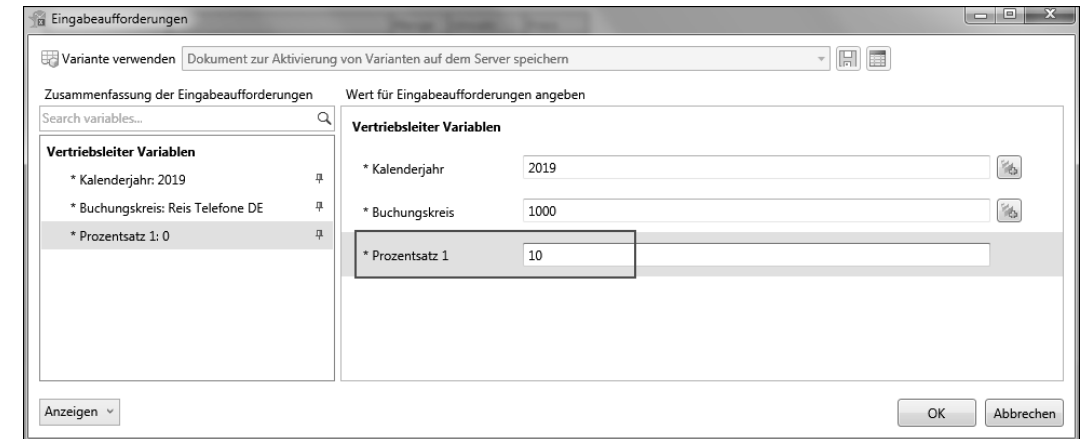 Eingabeaufforderungen
Variante verwenden Dokument zur Aktivierung von Varianten auf dem Server speichern
Zusammenfassung der Eingabeaufforderungen
Search variables...
Vertriebsleiter Variablen
* Kalenderjahr: 2019
* Buchungskreis: Reis Telefone DE
* Prozentsatz 1: 0
Wert für Eingabeaufforderungen angeben
Vertriebsleiter Variablen
* Kalenderjahr 2019
* Buchungskreis 1000
* Prozentsatz 1 10
Anzeigen
OK Abbrechen